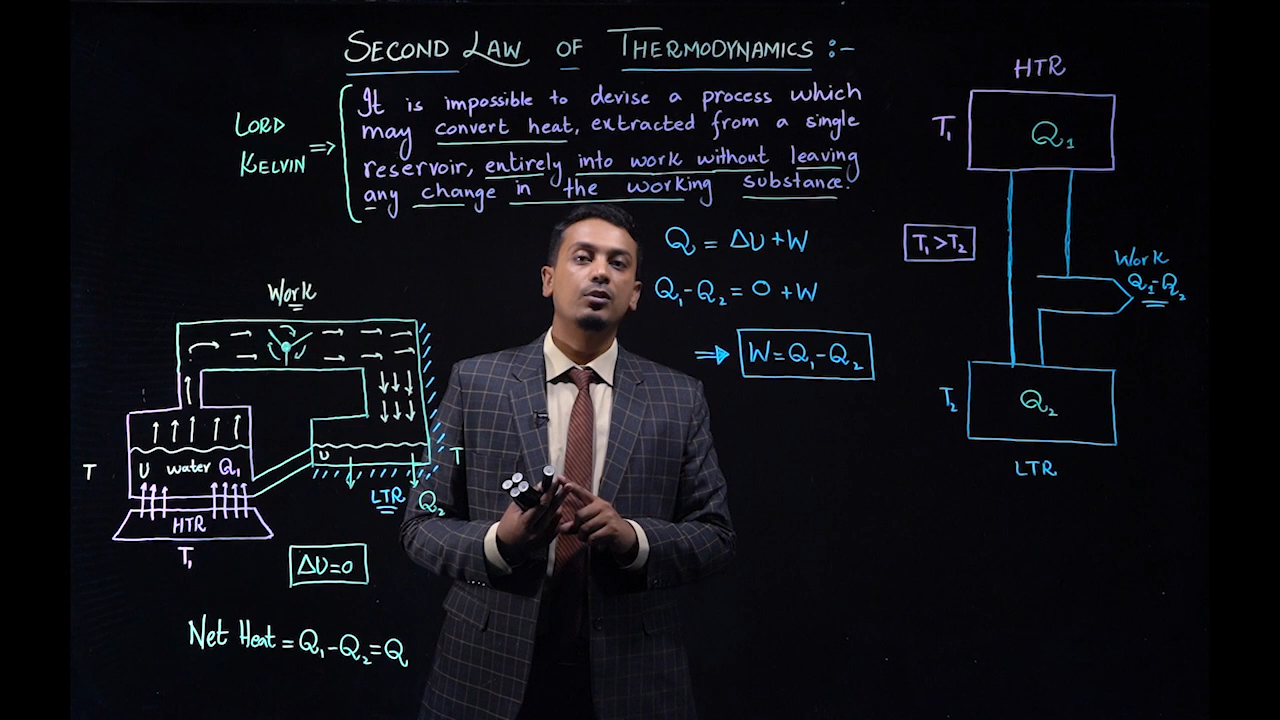 SECOND LAW OF THERMODYNAMICS :-
LORD
KELVIN ⇒
It is impossible to devise a process which
may convert heat, extracted from a single
reservoir, entirely into work without leaving
any change in the working substance.
Q = ΔU + W
Q₁-Q₂ = 0 + W
⇒ W = Q₁-Q₂
Work
U water Q₁
T
HTR
T₁
U
T
LTR Q₂
ΔU=0
Net Heat = Q₁-Q₂ = Q
HTR
T₁ Q₁
T₁>T₂
Work
Q₁-Q₂
T₂ Q₂
LTR